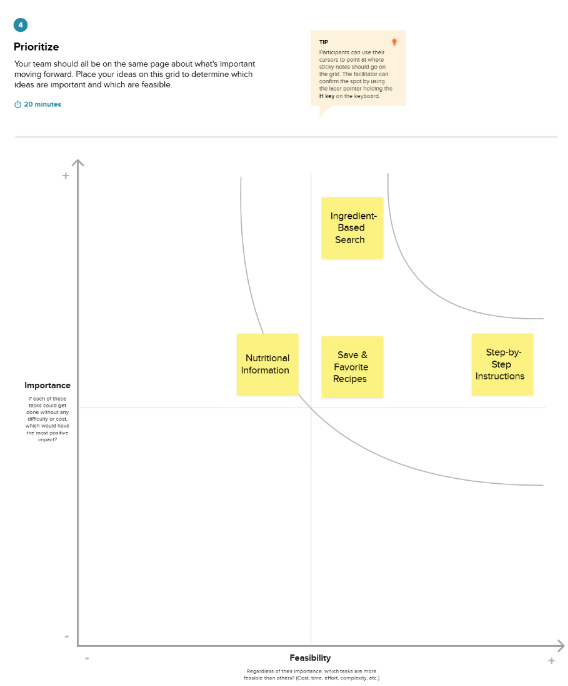 4
Prioritize
Your team should all be on the same page about what's important
moving forward. Place your ideas on this grid to determine which
ideas are important and which are feasible.
20 minutes
TIP
Participants can use their
cursors to point at where
sticky notes should go on
the grid. The facilitator can
confirm the spot by using
the laser pointer holding the
H key on the keyboard.
+
Ingredient-
Based
Search
Nutritional
Information
Save &
Favorite
Recipes
Step-by-
Step
Instructions
Importance
If each of these
tasks could get
done without any
difficulty or cost,
which would have
the most positive
impact?
-
-
Feasibility
+
Regardless of their importance, which tasks are more
feasible than others? (Cost, time, effort, complexity, etc.)